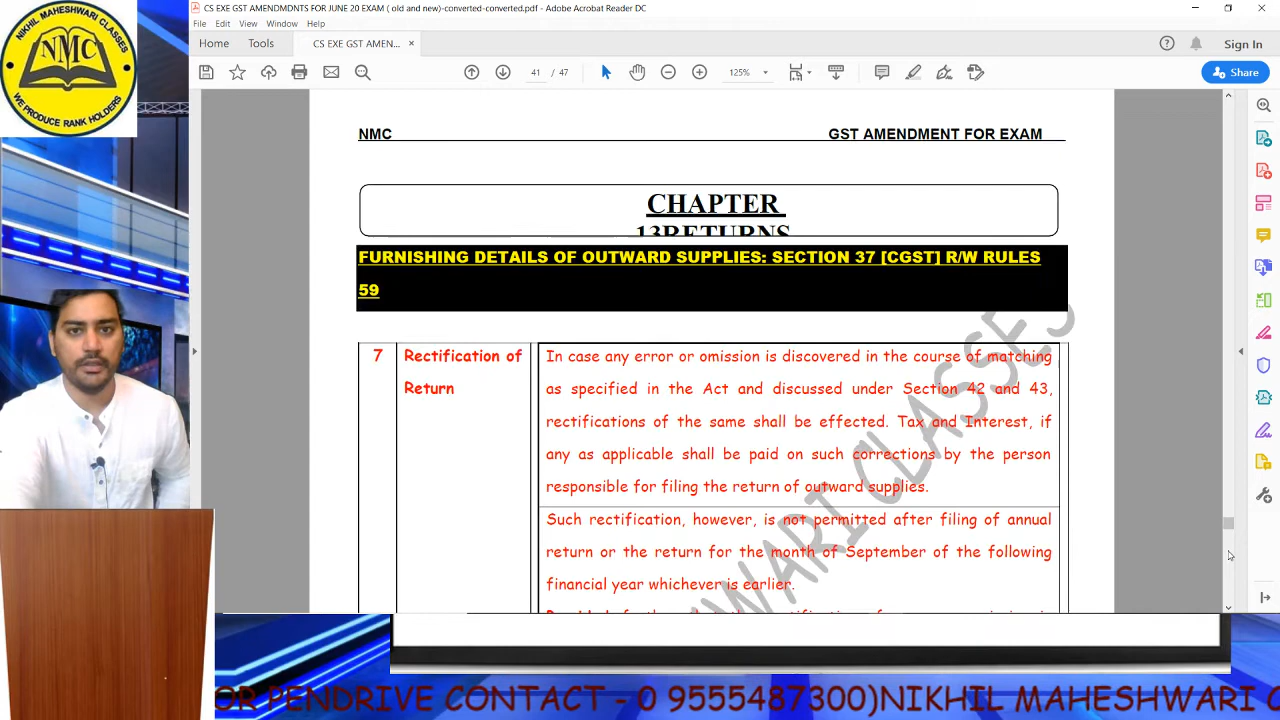 CS EXE GST AMENDMDNTS FOR JUNE 20 EXAM ( old and new)-converted-converted.pdf - Adobe Acrobat Reader DC
File Edit View Window Help
Home Tools CS EXE GST AMEN... × Sign In
41 / 47 125% Share
NIKHIL MAHESHWARI CLASSES
NMC
WE PRODUCE RANK HOLDERS
NMC GST AMENDMENT FOR EXAM
CHAPTER
13RETURNS
FURNISHING DETAILS OF OUTWARD SUPPLIES: SECTION 37 [CGST] R/W RULES
59
7 Rectification of Return
In case any error or omission is discovered in the course of matching
as specified in the Act and discussed under Section 42 and 43,
rectifications of the same shall be effected. Tax and Interest, if
any as applicable shall be paid on such corrections by the person
responsible for filing the return of outward supplies.
Such rectification, however, is not permitted after filing of annual
return or the return for the month of September of the following
financial year whichever is earlier.
WARI CLASSES
OR PENDRIVE CONTACT - 0 9555487300)NIKHIL MAHESHWARI C